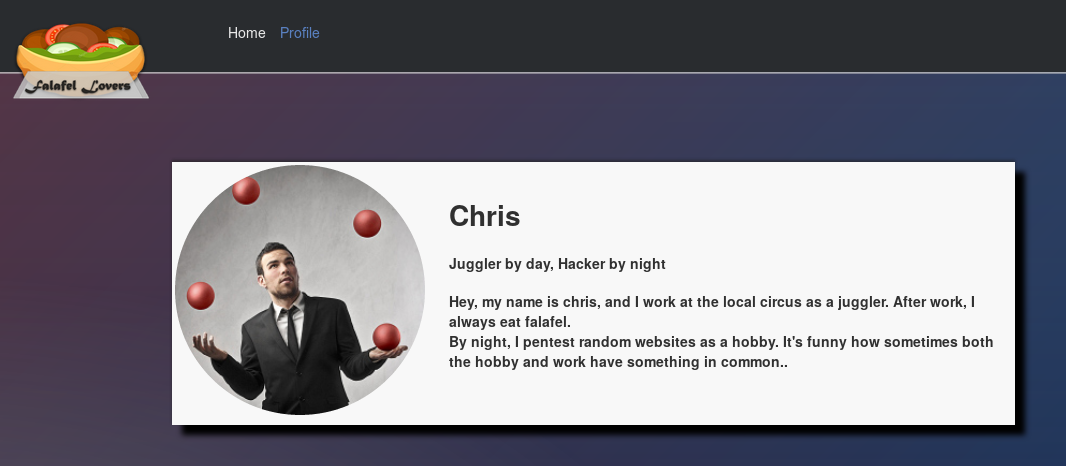 Home Profile
Falafel Lovers
Chris
Juggler by day, Hacker by night
Hey, my name is chris, and I work at the local circus as a juggler. After work, I
always eat falafel.
By night, I pentest random websites as a hobby. It's funny how sometimes both
the hobby and work have something in common..